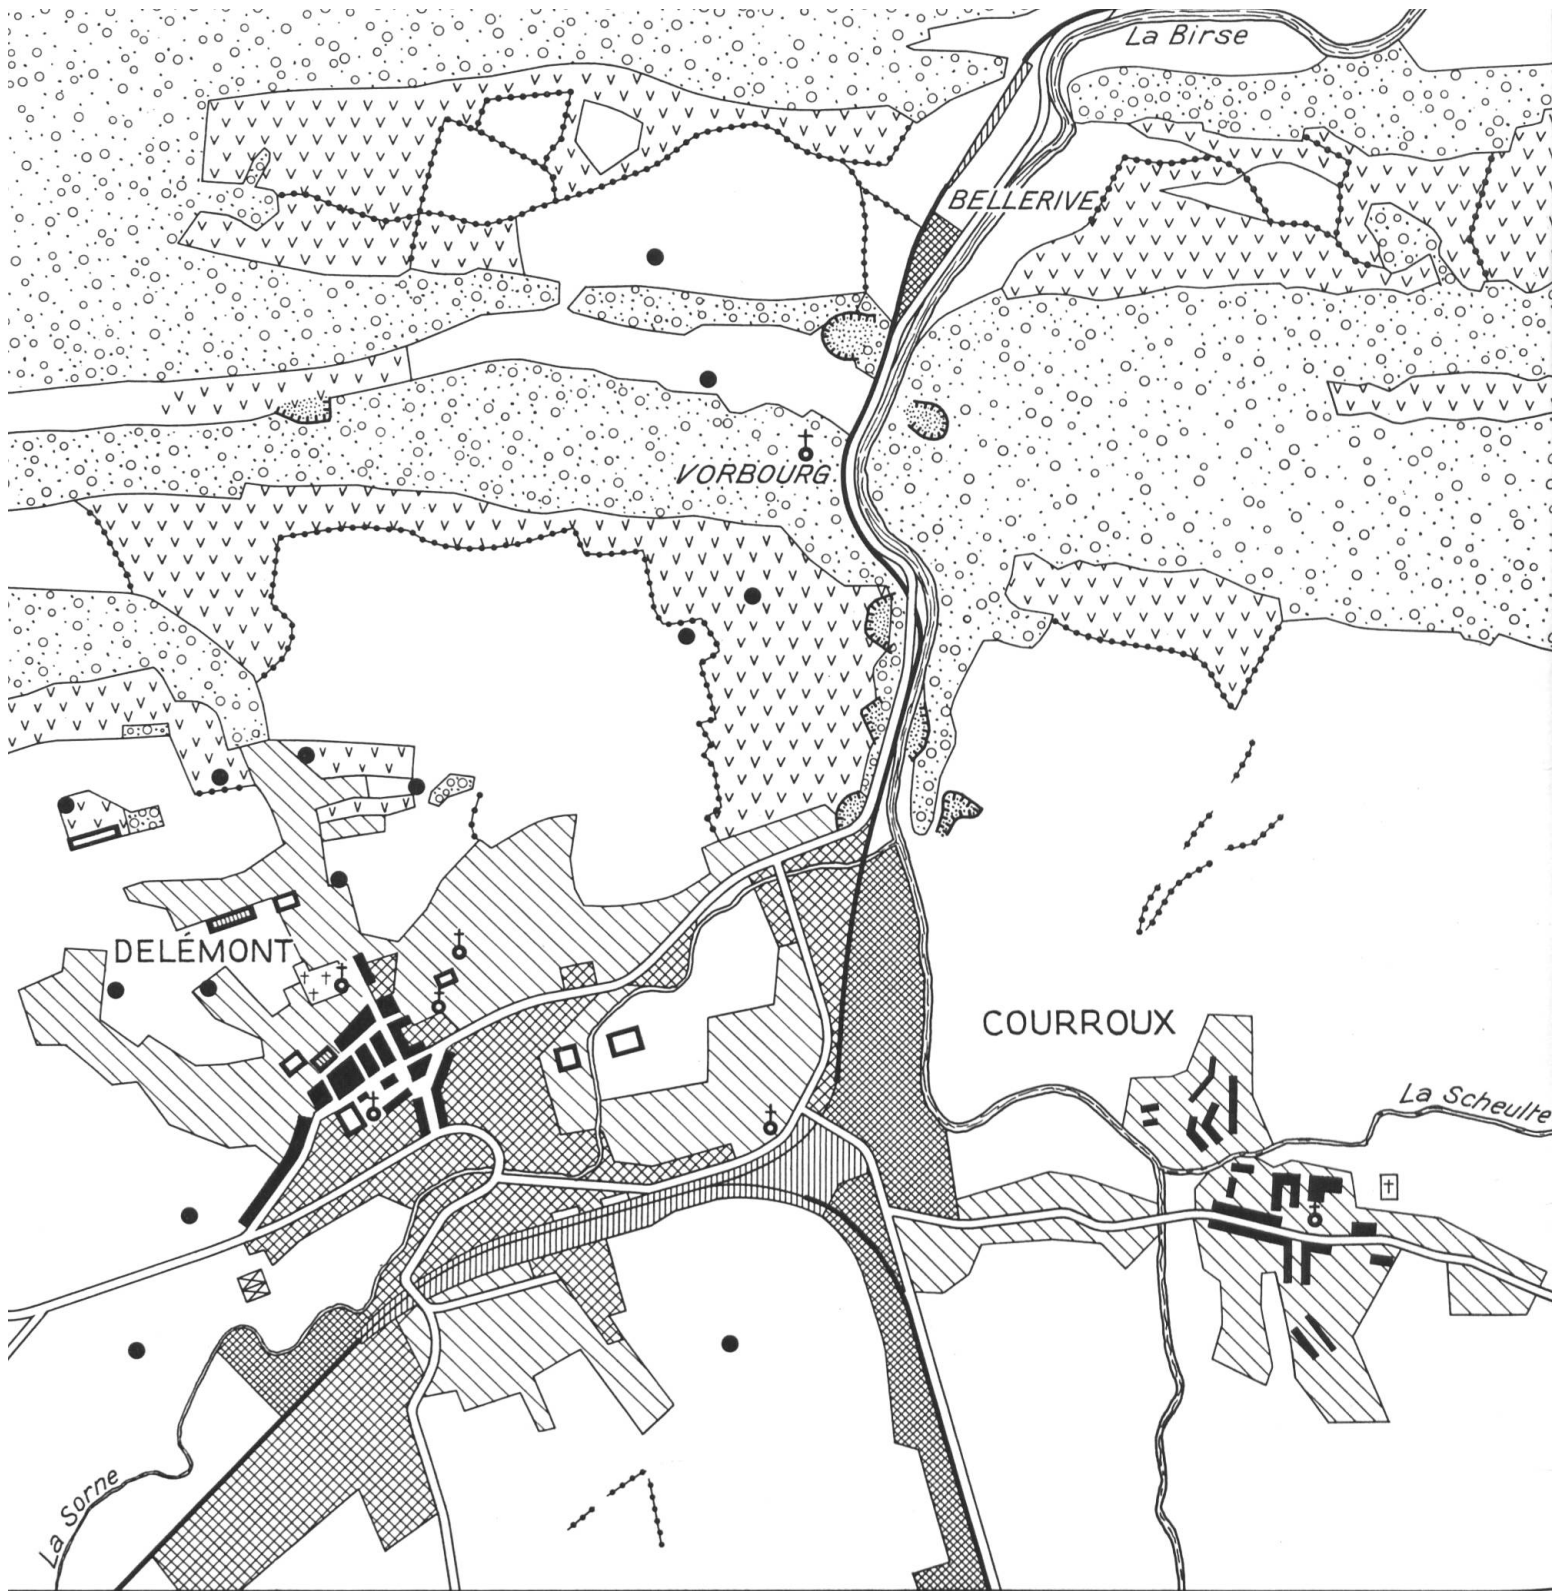 La Birse
BELLERIVE
VORBOURG
DELÉMONT
COURROUX
La Scheulte
La Sorne